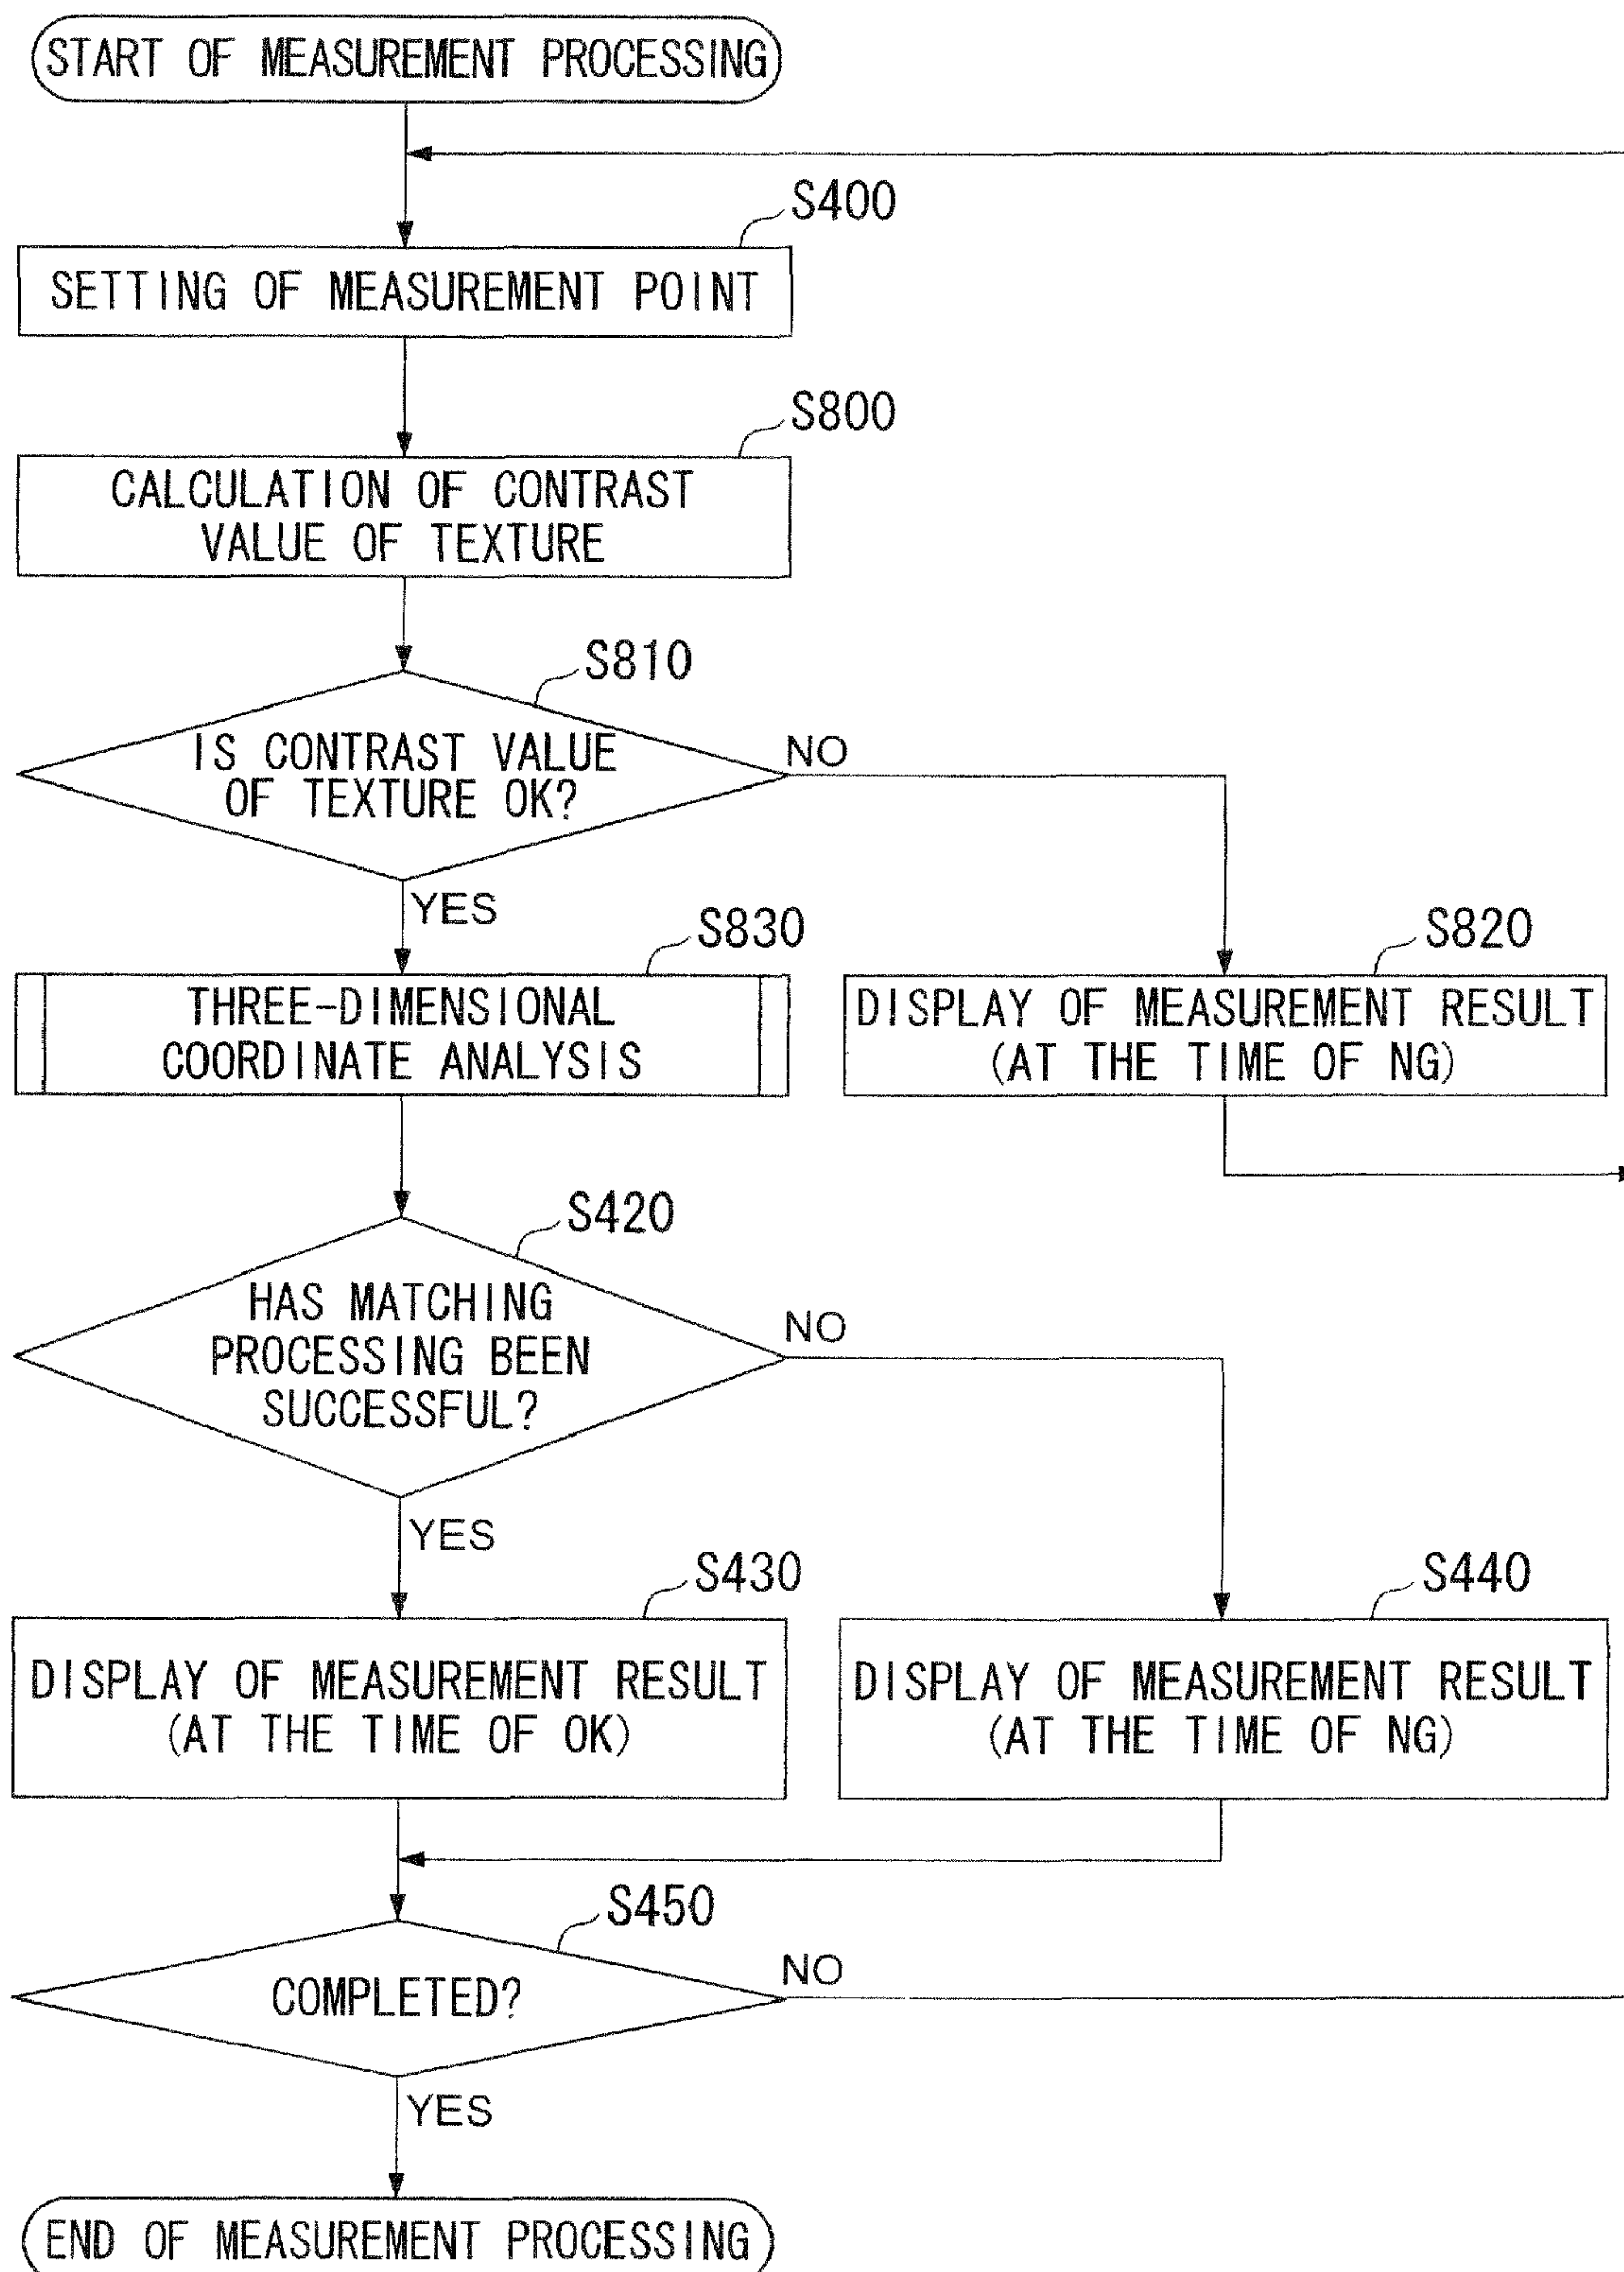 START OF MEASUREMENT PROCESSING
S400
SETTING OF MEASUREMENT POINT
S800
CALCULATION OF CONTRAST
VALUE OF TEXTURE
S810
IS CONTRAST VALUE
OF TEXTURE OK?
NO
YES
S830
THREE-DIMENSIONAL
COORDINATE ANALYSIS
S820
DISPLAY OF MEASUREMENT RESULT
(AT THE TIME OF NG)
S420
HAS MATCHING
PROCESSING BEEN
SUCCESSFUL?
NO
YES
S430
DISPLAY OF MEASUREMENT RESULT
(AT THE TIME OF OK)
S440
DISPLAY OF MEASUREMENT RESULT
(AT THE TIME OF NG)
S450
COMPLETED?
NO
YES
END OF MEASUREMENT PROCESSING